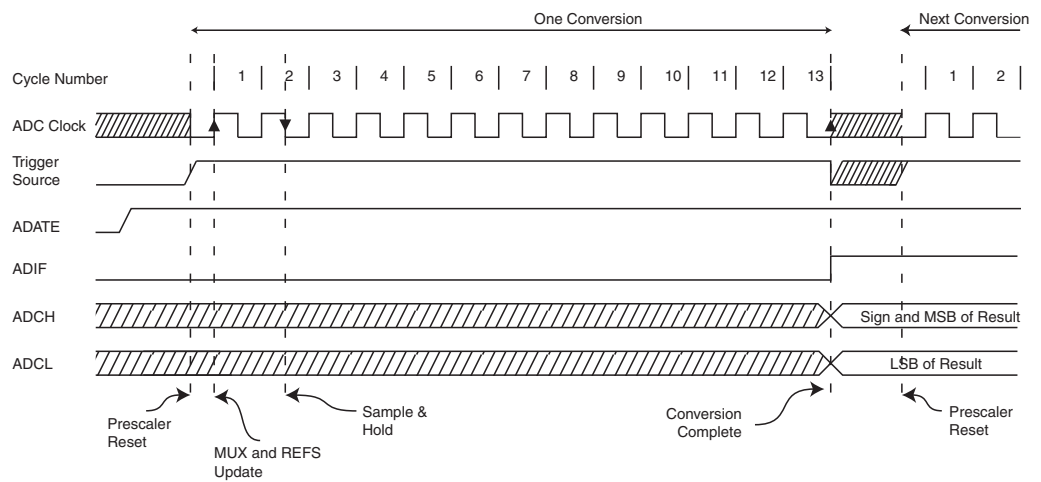 One Conversion
Next Conversion
Cycle Number
1 2 3 4 5 6 7 8 9 10 11 12 13 1 2
ADC Clock
Trigger
Source
ADATE
ADIF
ADCH
Sign and MSB of Result
ADCL
LSB of Result
Prescaler
Reset
MUX and REFS
Update
Sample &
Hold
Conversion
Complete
Prescaler
Reset